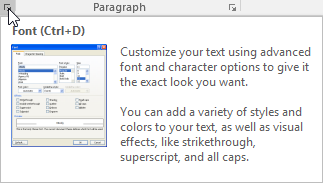 Paragraph
Font (Ctrl+D)
Customize your text using advanced
font and character options to give it
the exact look you want.
You can add a variety of styles and
colors to your text, as well as visual
effects, like strikethrough,
superscript, and all caps.